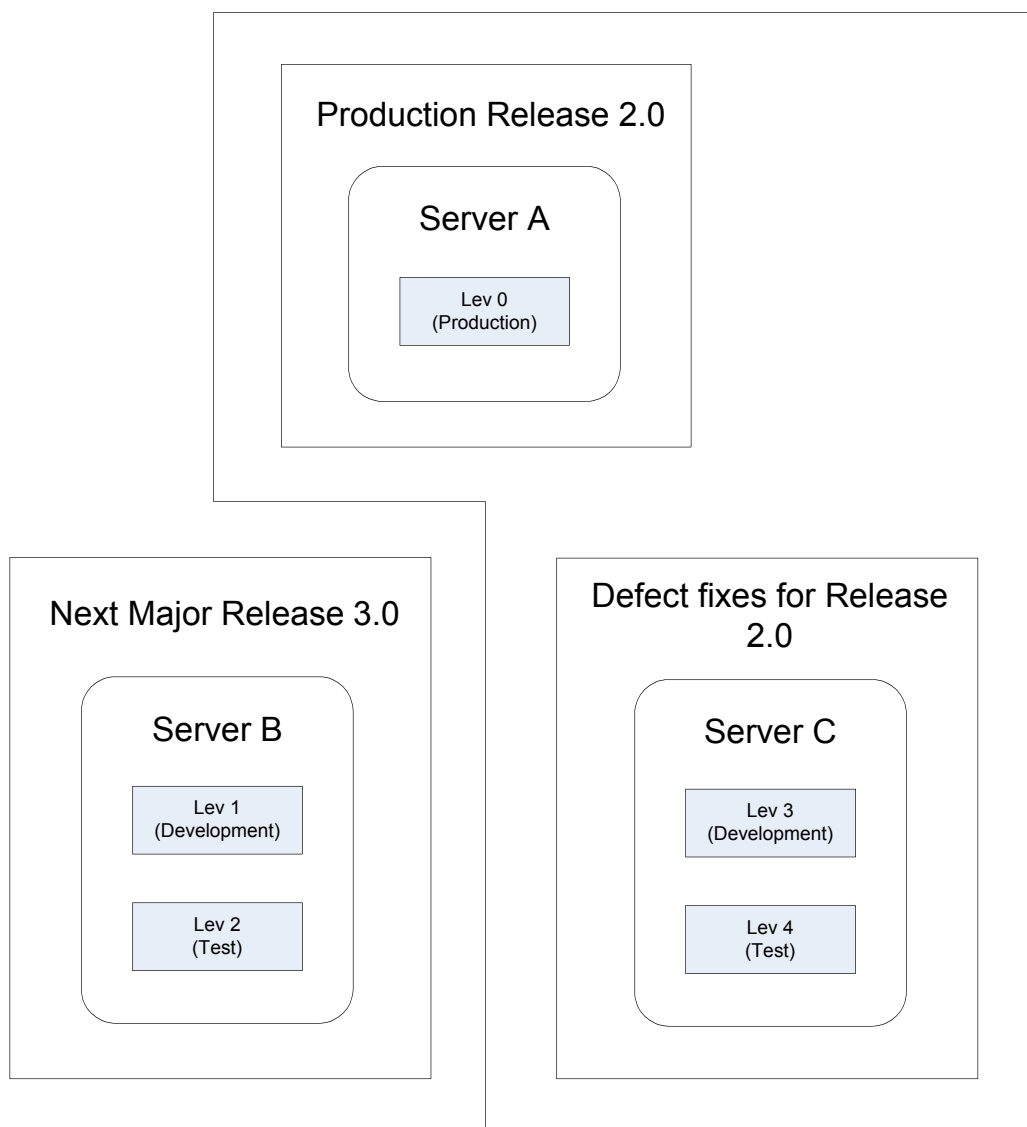 Production Release 2.0
Server A
Lev 0
(Production)
Next Major Release 3.0
Server B
Lev 1
(Development)
Lev 2
(Test)
Defect fixes for Release
2.0
Server C
Lev 3
(Development)
Lev 4
(Test)